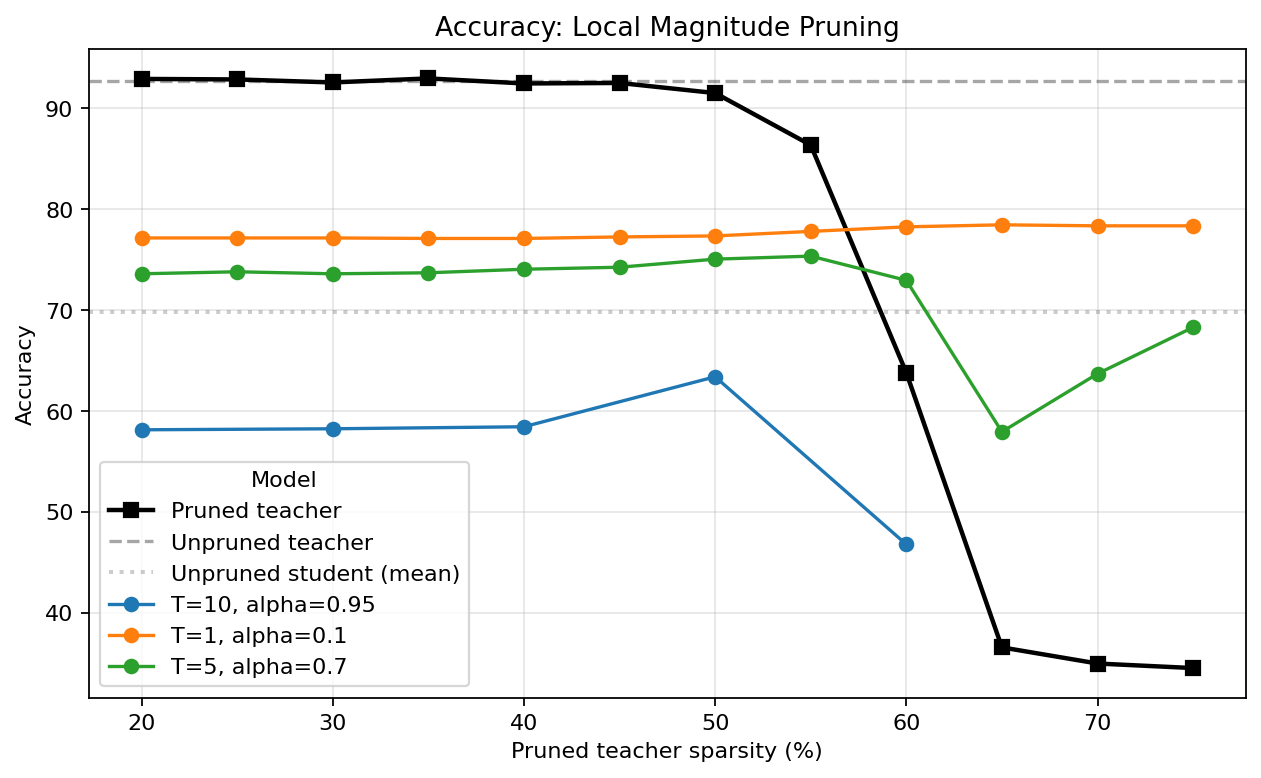 Accuracy: Local Magnitude Pruning
Accuracy
90
80
70
60
50
40
Model
Pruned teacher
Unpruned teacher
Unpruned student (mean)
T=10, alpha=0.95
T=1, alpha=0.1
T=5, alpha=0.7
20 30 40 50 60 70
Pruned teacher sparsity (%)